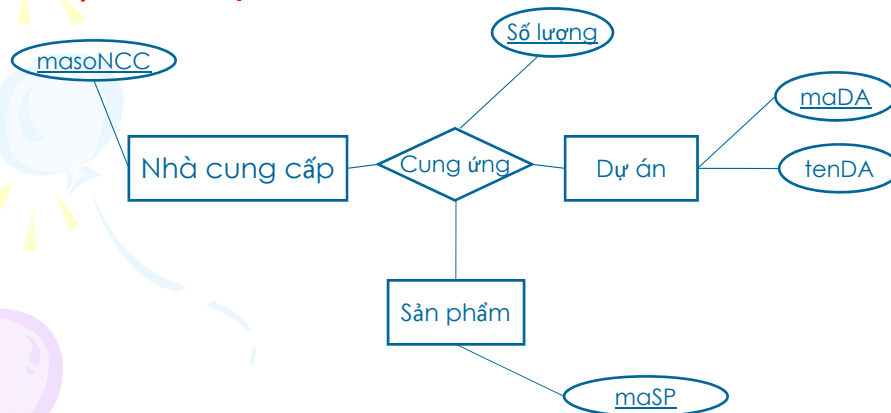 Số lượng
masoNCC
maDA
Nhà cung cấp
Cung ứng
Dự án
tenDA
Sản phẩm
maSP